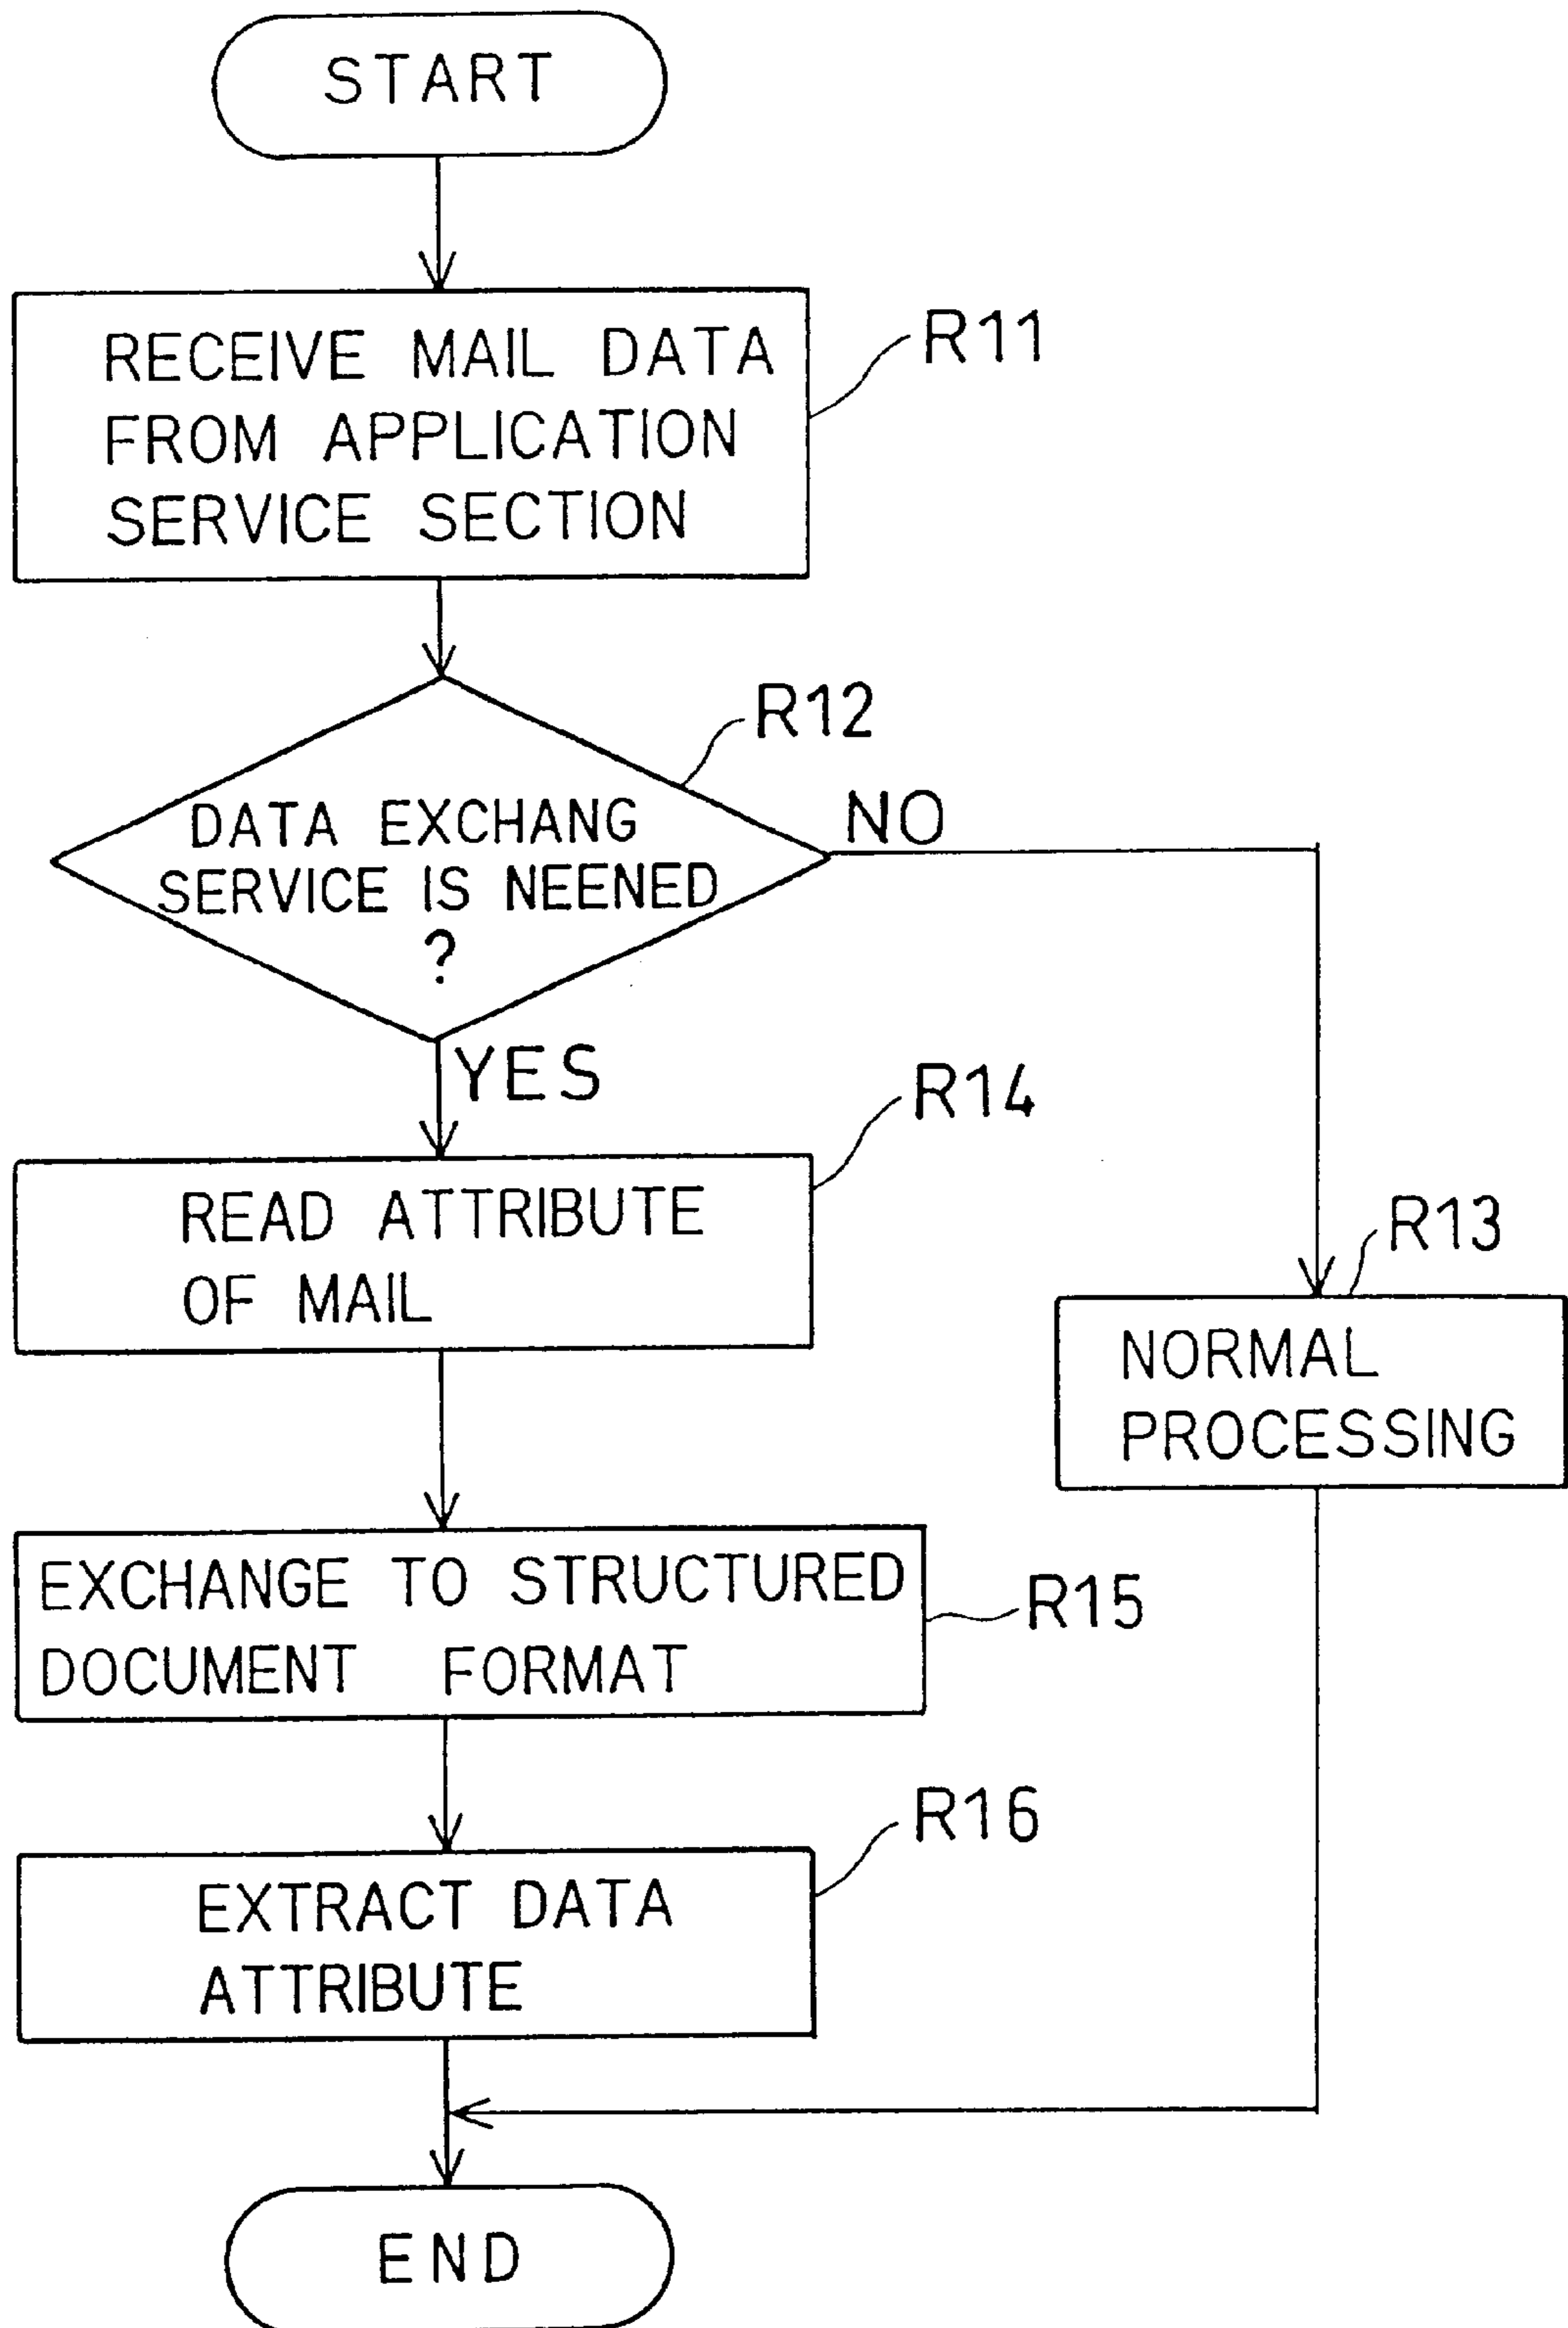 START
RECEIVE MAIL DATA
FROM APPLICATION
SERVICE SECTION
R11
R12
DATA EXCHANG
SERVICE IS NEENED
?
NO
YES
R14
READ ATTRIBUTE
OF MAIL
R13
NORMAL
PROCESSING
EXCHANGE TO STRUCTURED
DOCUMENT FORMAT
R15
R16
EXTRACT DATA
ATTRIBUTE
END